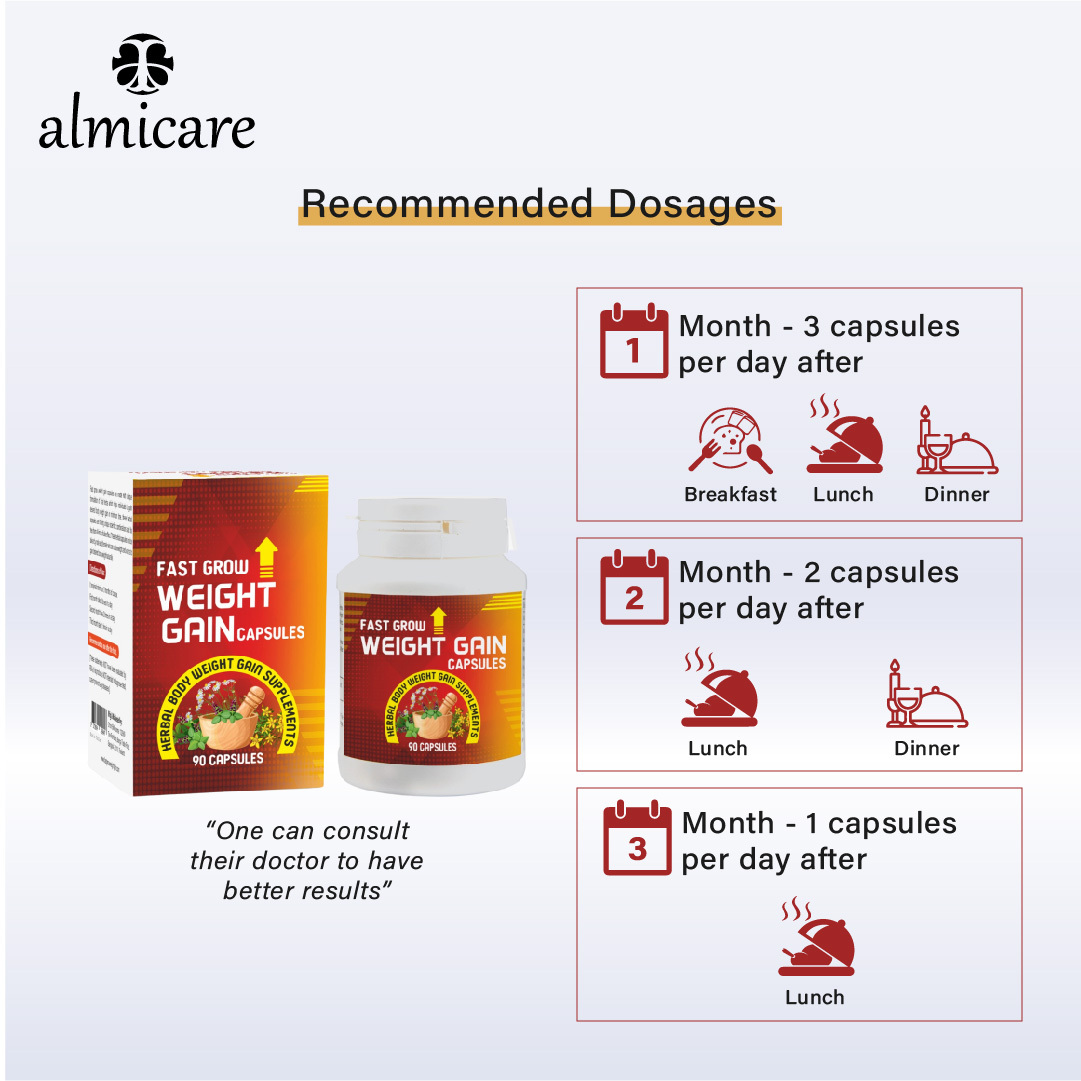 almicare
Recommended Dosages
1
Month - 3 capsules
per day after
Breakfast
Lunch
Dinner
2
Month - 2 capsules
per day after
Lunch
Dinner
3
Month - 1 capsules
per day after
Lunch
FAST GROW
WEIGHT
GAIN CAPSULES
HERBAL BODY WEIGHT GAIN SUPPLEMENTS
90 CAPSULES
FAST GROW
WEIGHT GAIN
CAPSULES
HERBAL BODY WEIGHT GAIN SUPPLEMENTS
90 CAPSULES
“One can consult
their doctor to have
better results”